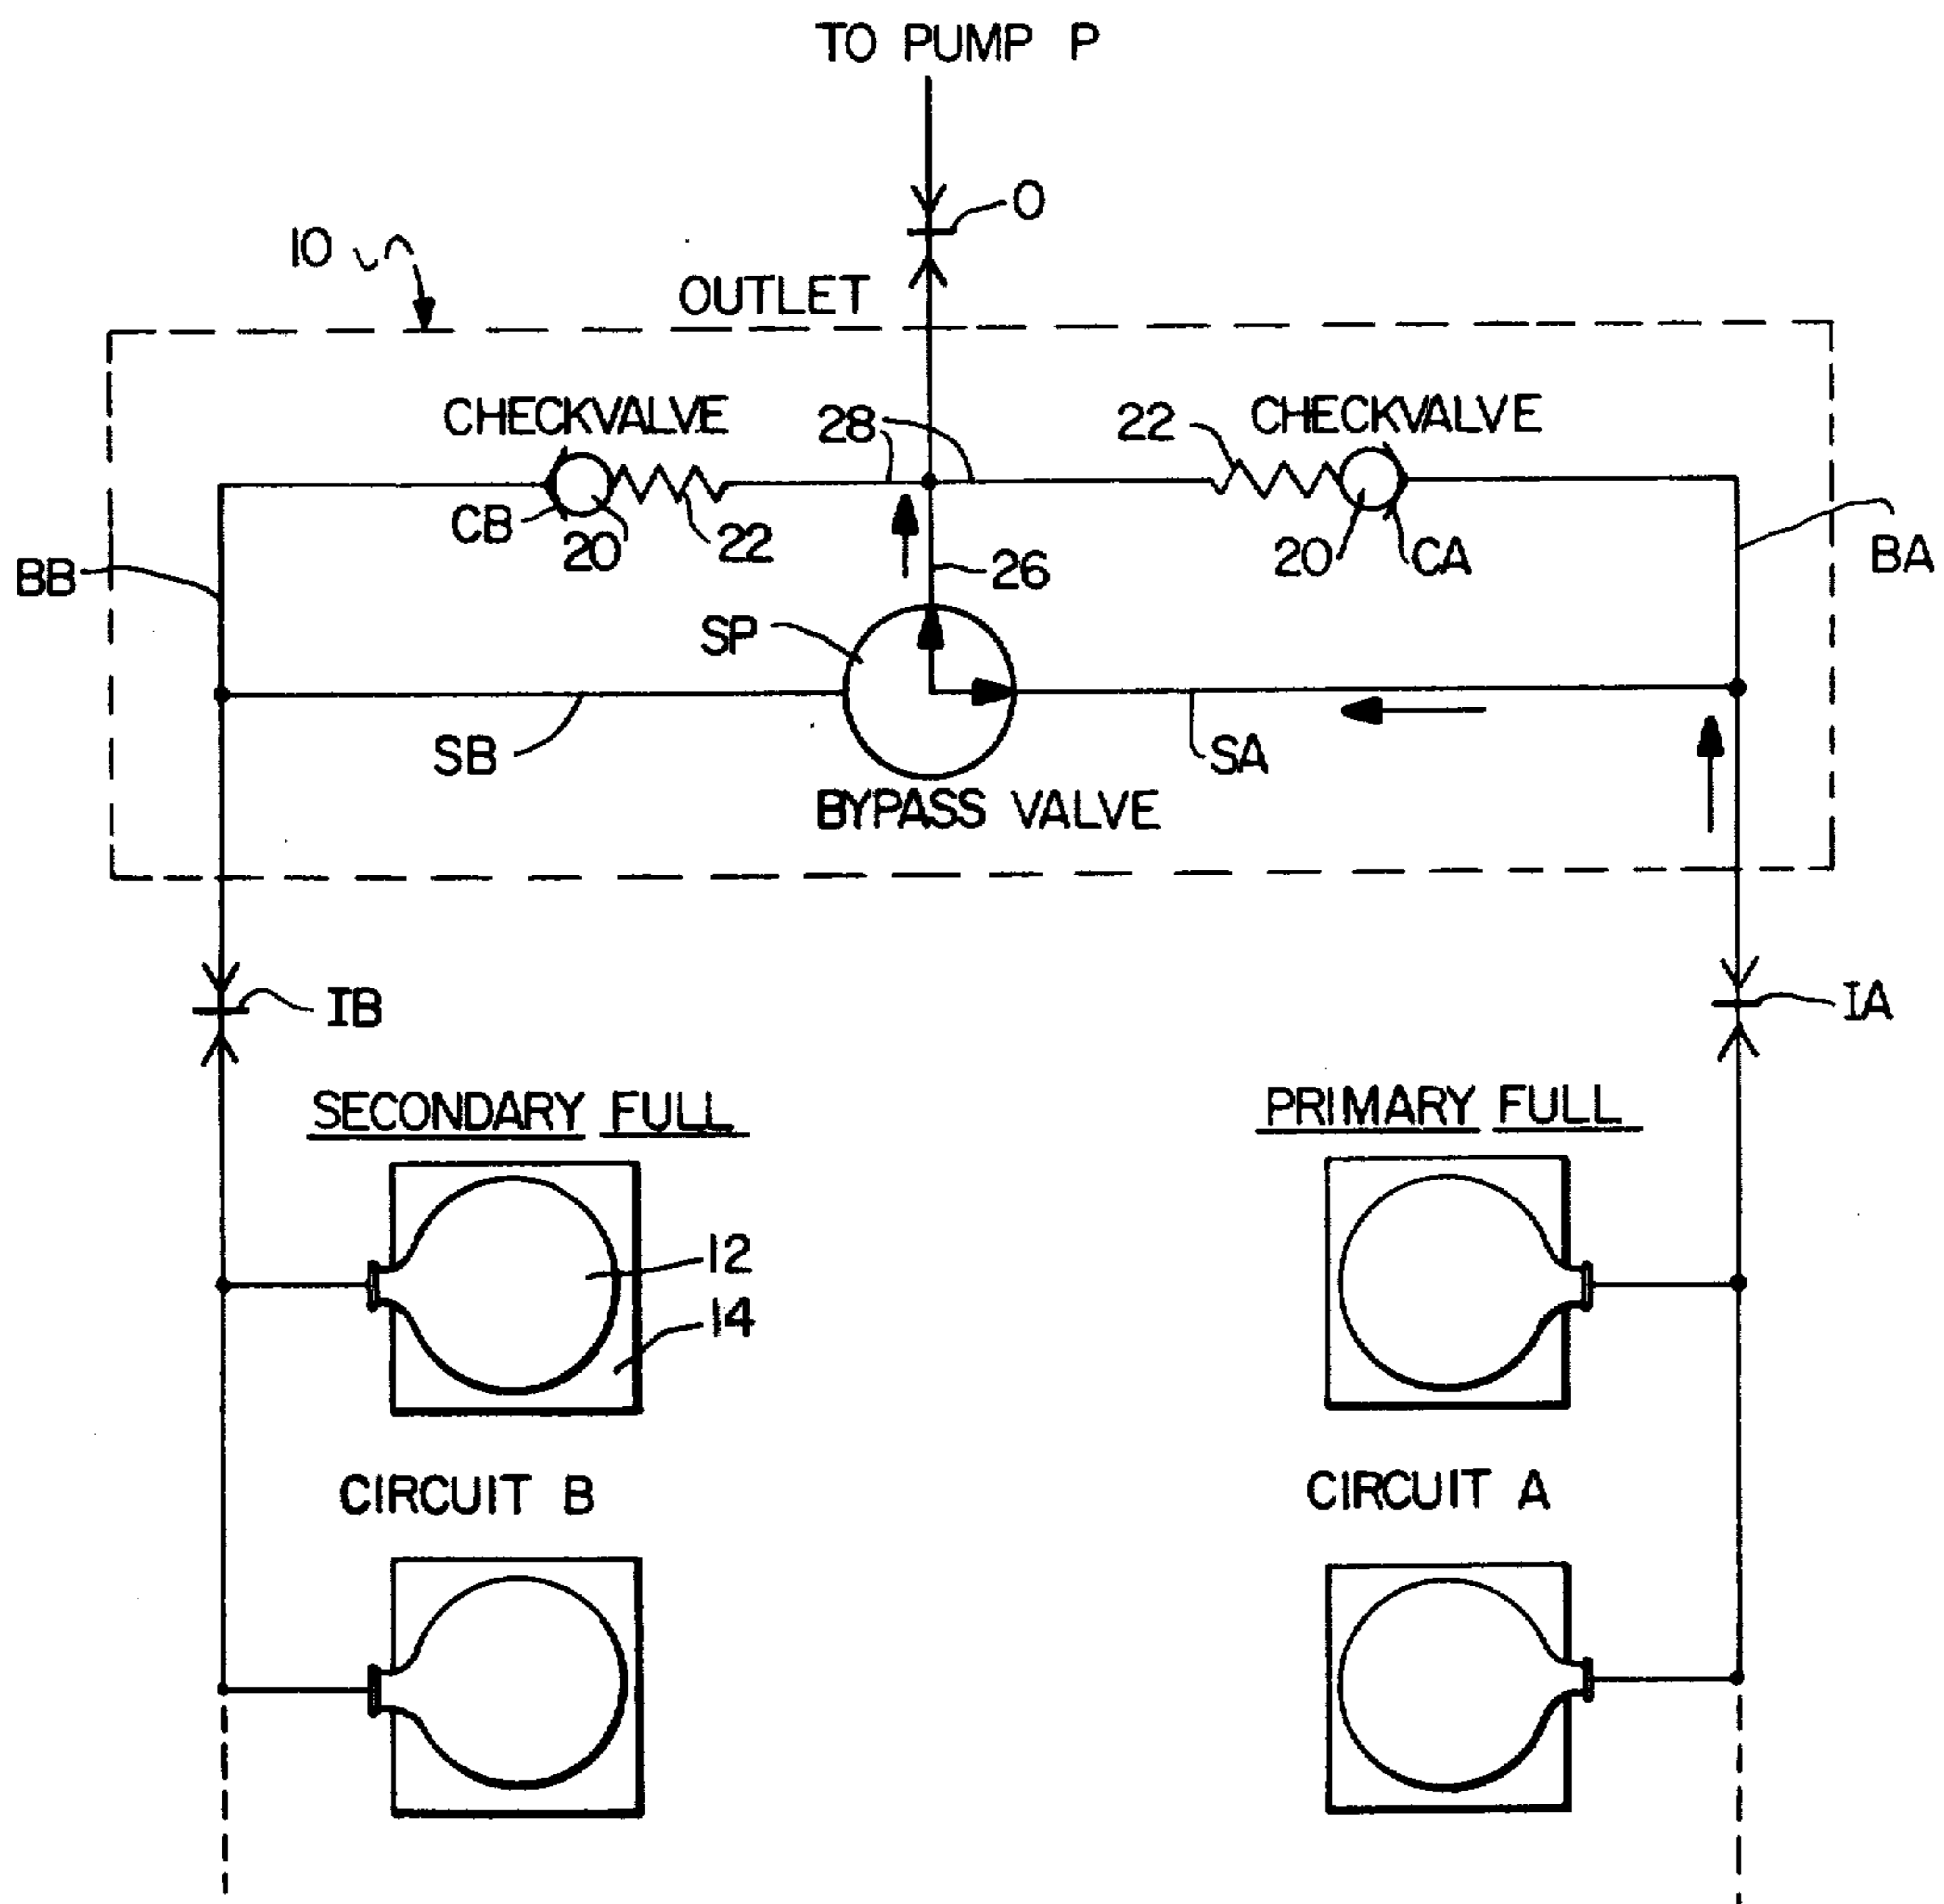 TO PUMP P
O
10
OUTLET
CHECKVALVE
28
22
CHECKVALVE
CB
20
22
20
CA
BB
26
BA
SP
SB
SA
BYPASS VALVE
IB
IA
SECONDARY FULL
PRIMARY FULL
12
14
CIRCUIT B
CIRCUIT A